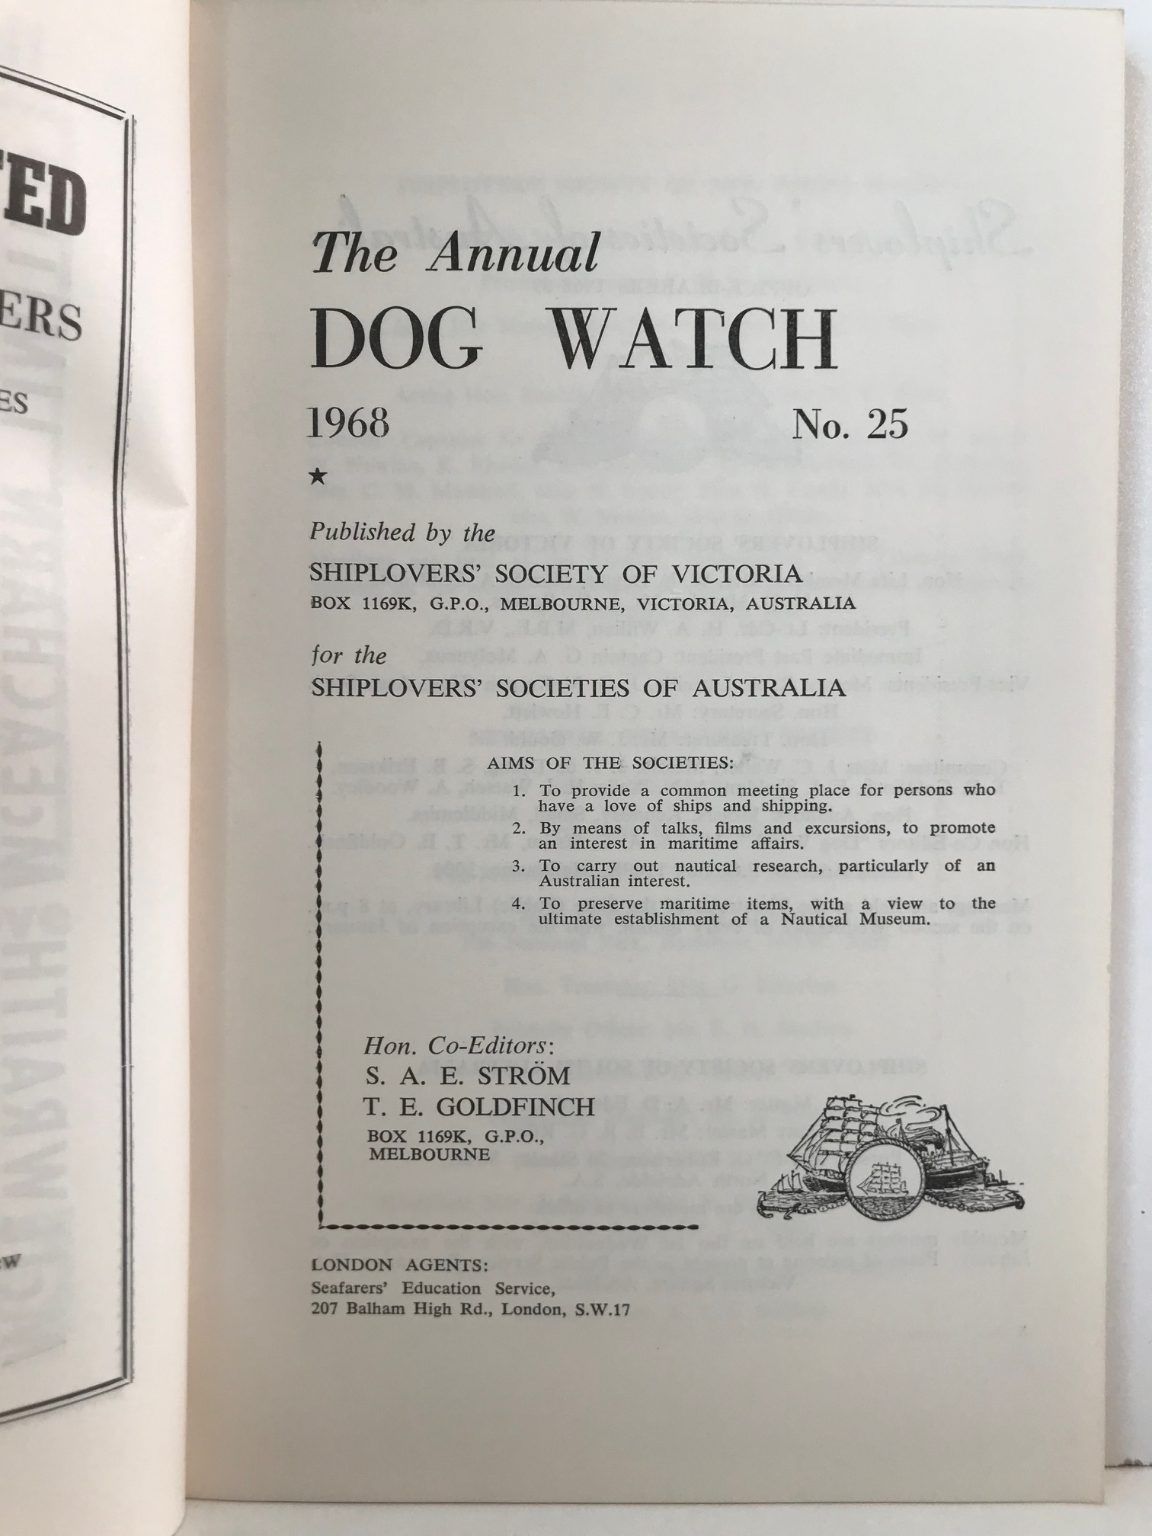 TED
ERS
ES
ew
The Annual
DOG WATCH
1968 No. 25
★
Published by the
SHIPLOVERS' SOCIETY OF VICTORIA
BOX 1169K, G.P.O., MELBOURNE, VICTORIA, AUSTRALIA
for the
SHIPLOVERS' SOCIETIES OF AUSTRALIA
AIMS OF THE SOCIETIES:
1. To provide a common meeting place for persons who
have a love of ships and shipping.
2. By means of talks, films and excursions, to promote
an interest in maritime affairs.
3. To carry out nautical research, particularly of an
Australian interest.
4. To preserve maritime items, with a view to the
ultimate establishment of a Nautical Museum.
Hon. Co-Editors:
S. A. E. STRÖM
T. E. GOLDFINCH
BOX 1169K, G.P.O.,
MELBOURNE
LONDON AGENTS:
Seafarers' Education Service,
207 Balham High Rd., London, S.W.17